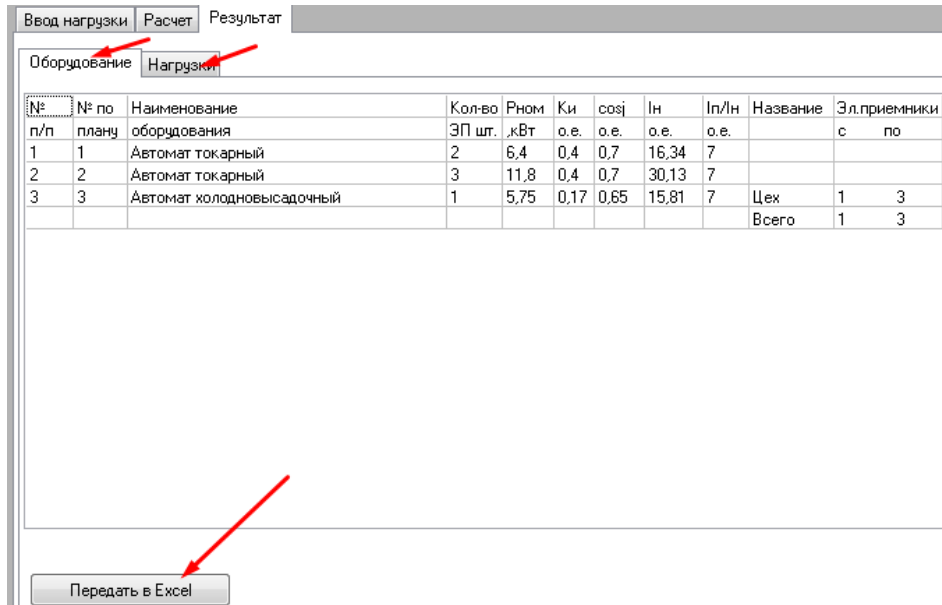 Ввод нагрузки Расчет Результат
Оборудование Нагрузки
№ № по Наименование Кол-во Рном Ки cosj Iн Iп/Iн Название Эл.приемники
п/п плану оборудования ЭП шт. ,кВт о.е. о.е. о.е. о.е. с по
1 1 Автомат токарный 2 6,4 0,4 0,7 16,34 7
2 2 Автомат токарный 3 11,8 0,4 0,7 30,13 7
3 3 Автомат холодновысадочный 1 5,75 0,17 0,65 15,81 7 Цех 1 3
Всего 1 3
Передать в Excel